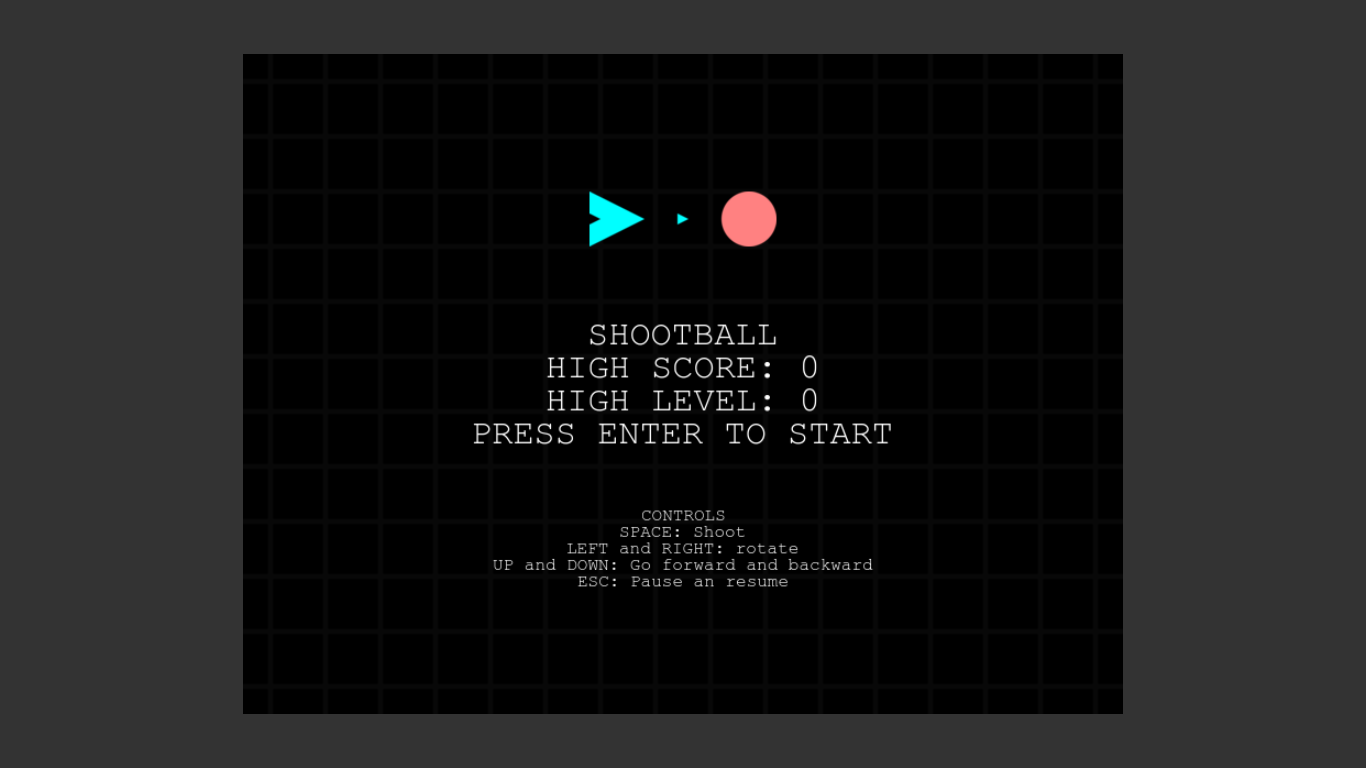 SHOOTBALL
HIGH SCORE: 0
HIGH LEVEL: 0
PRESS ENTER TO START
CONTROLS
SPACE: Shoot
LEFT and RIGHT: rotate
UP and DOWN: Go forward and backward
ESC: Pause an resume